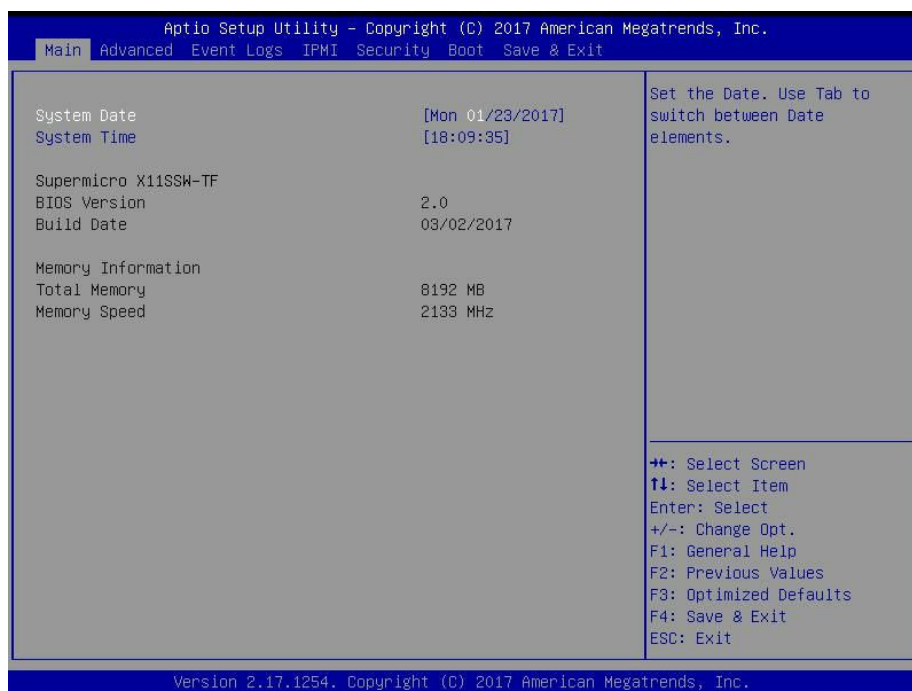 Aptio Setup Utility – Copyright (C) 2017 American Megatrends, Inc.
Main Advanced Event Logs IPMI Security Boot Save & Exit
System Date [Mon 01/23/2017]
System Time [18:09:35]
Supermicro X11SSW-TF
BIOS Version 2.0
Build Date 03/02/2017
Memory Information
Total Memory 8192 MB
Memory Speed 2133 MHz
Set the Date. Use Tab to
switch between Date
elements.
→←: Select Screen
↑↓: Select Item
Enter: Select
+/-: Change Opt.
F1: General Help
F2: Previous Values
F3: Optimized Defaults
F4: Save & Exit
ESC: Exit
Version 2.17.1254. Copyright (C) 2017 American Megatrends, Inc.